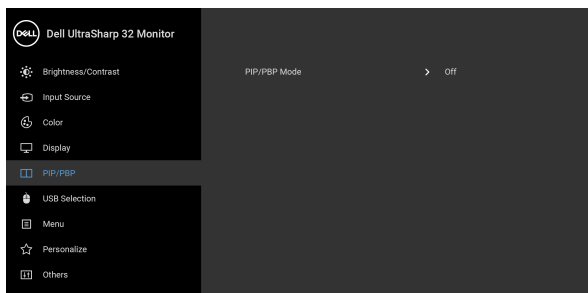 DELL Dell UltraSharp 32 Monitor
Brightness/Contrast
PIP/PBP Mode Off
Input Source
Color
Display
PIP/PBP
USB Selection
Menu
Personalize
Others